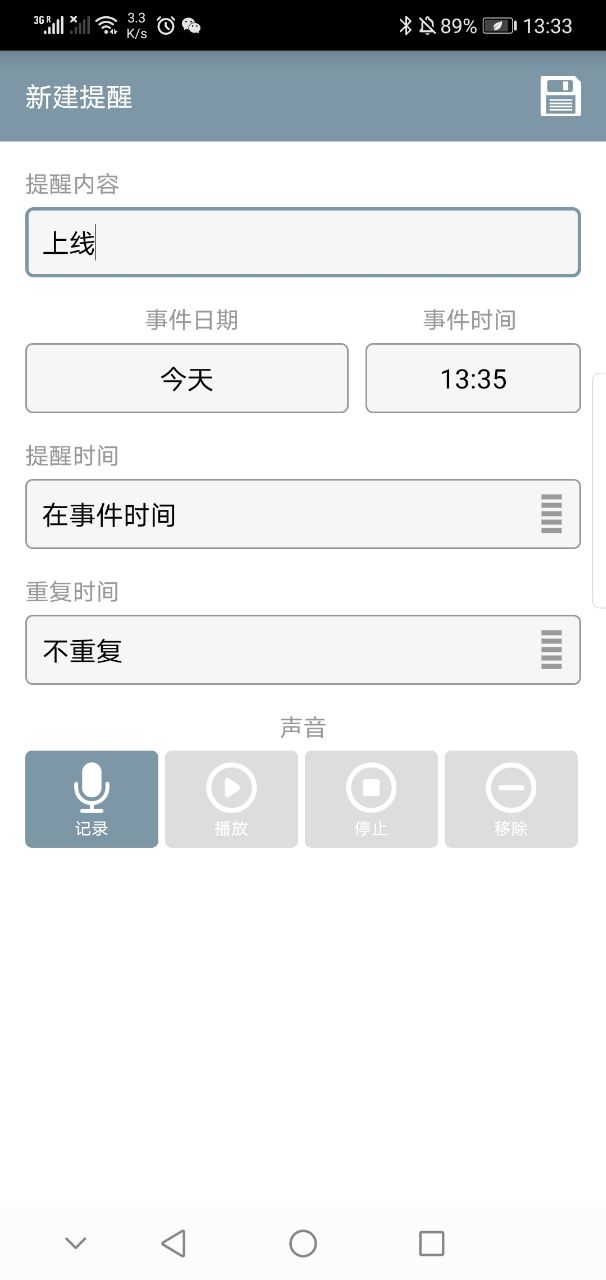 3G R 3.3 K/s 89% 13:33
新建提醒
提醒内容
上线
事件日期 事件时间
今天 13:35
提醒时间
在事件时间
重复时间
不重复
声音
记录 播放 停止 移除